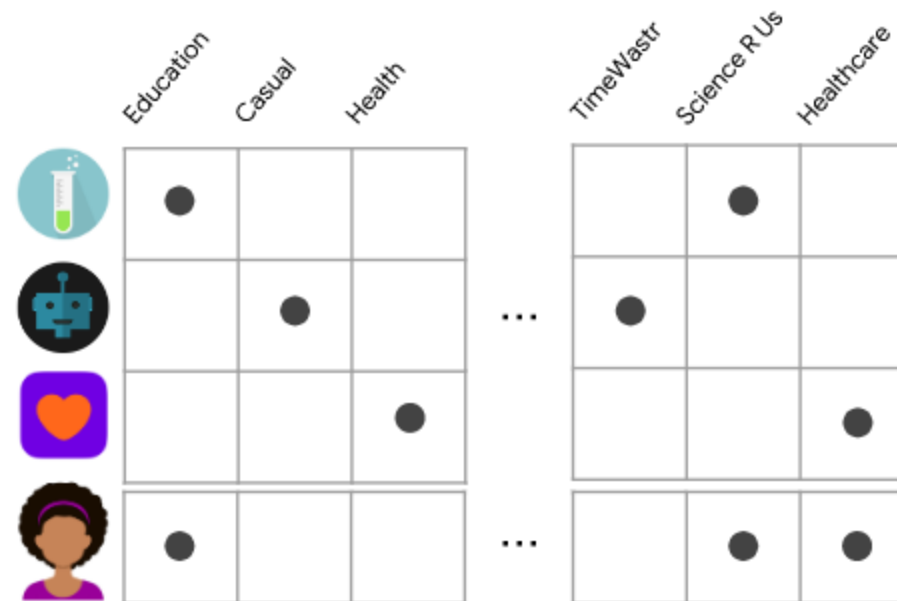 Education
Casual
Health
TimeWastr
Science R Us
Healthcare
...
...